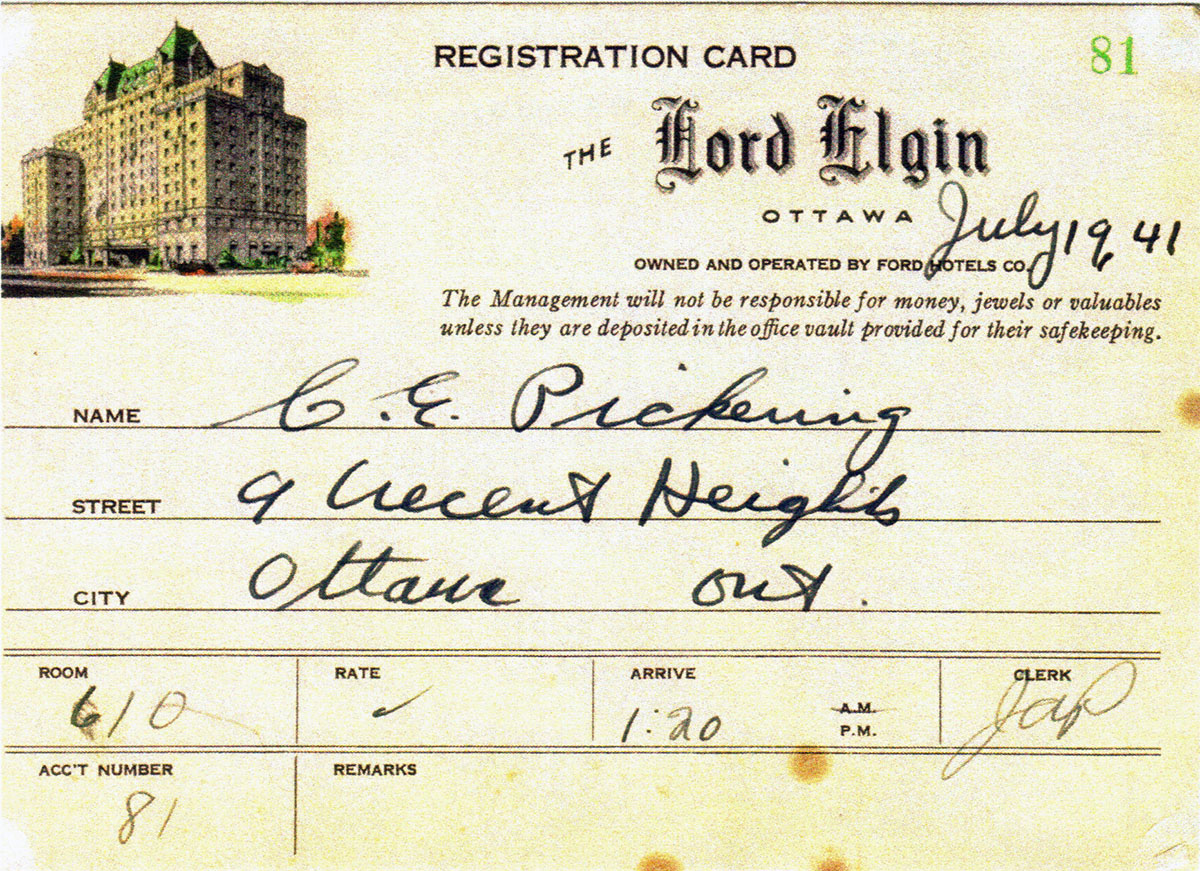 REGISTRATION CARD 81
THE Lord Elgin
OTTAWA July 19 41
OWNED AND OPERATED BY FORD HOTELS CO.
The Management will not be responsible for money, jewels or valuables
unless they are deposited in the office vault provided for their safekeeping.
NAME C. E. Pickering
STREET 9 Crecent Heights
CITY Ottawa Ont.
ROOM RATE ARRIVE CLERK
610 1:20 A.M.
P.M.
ACC'T NUMBER REMARKS
81